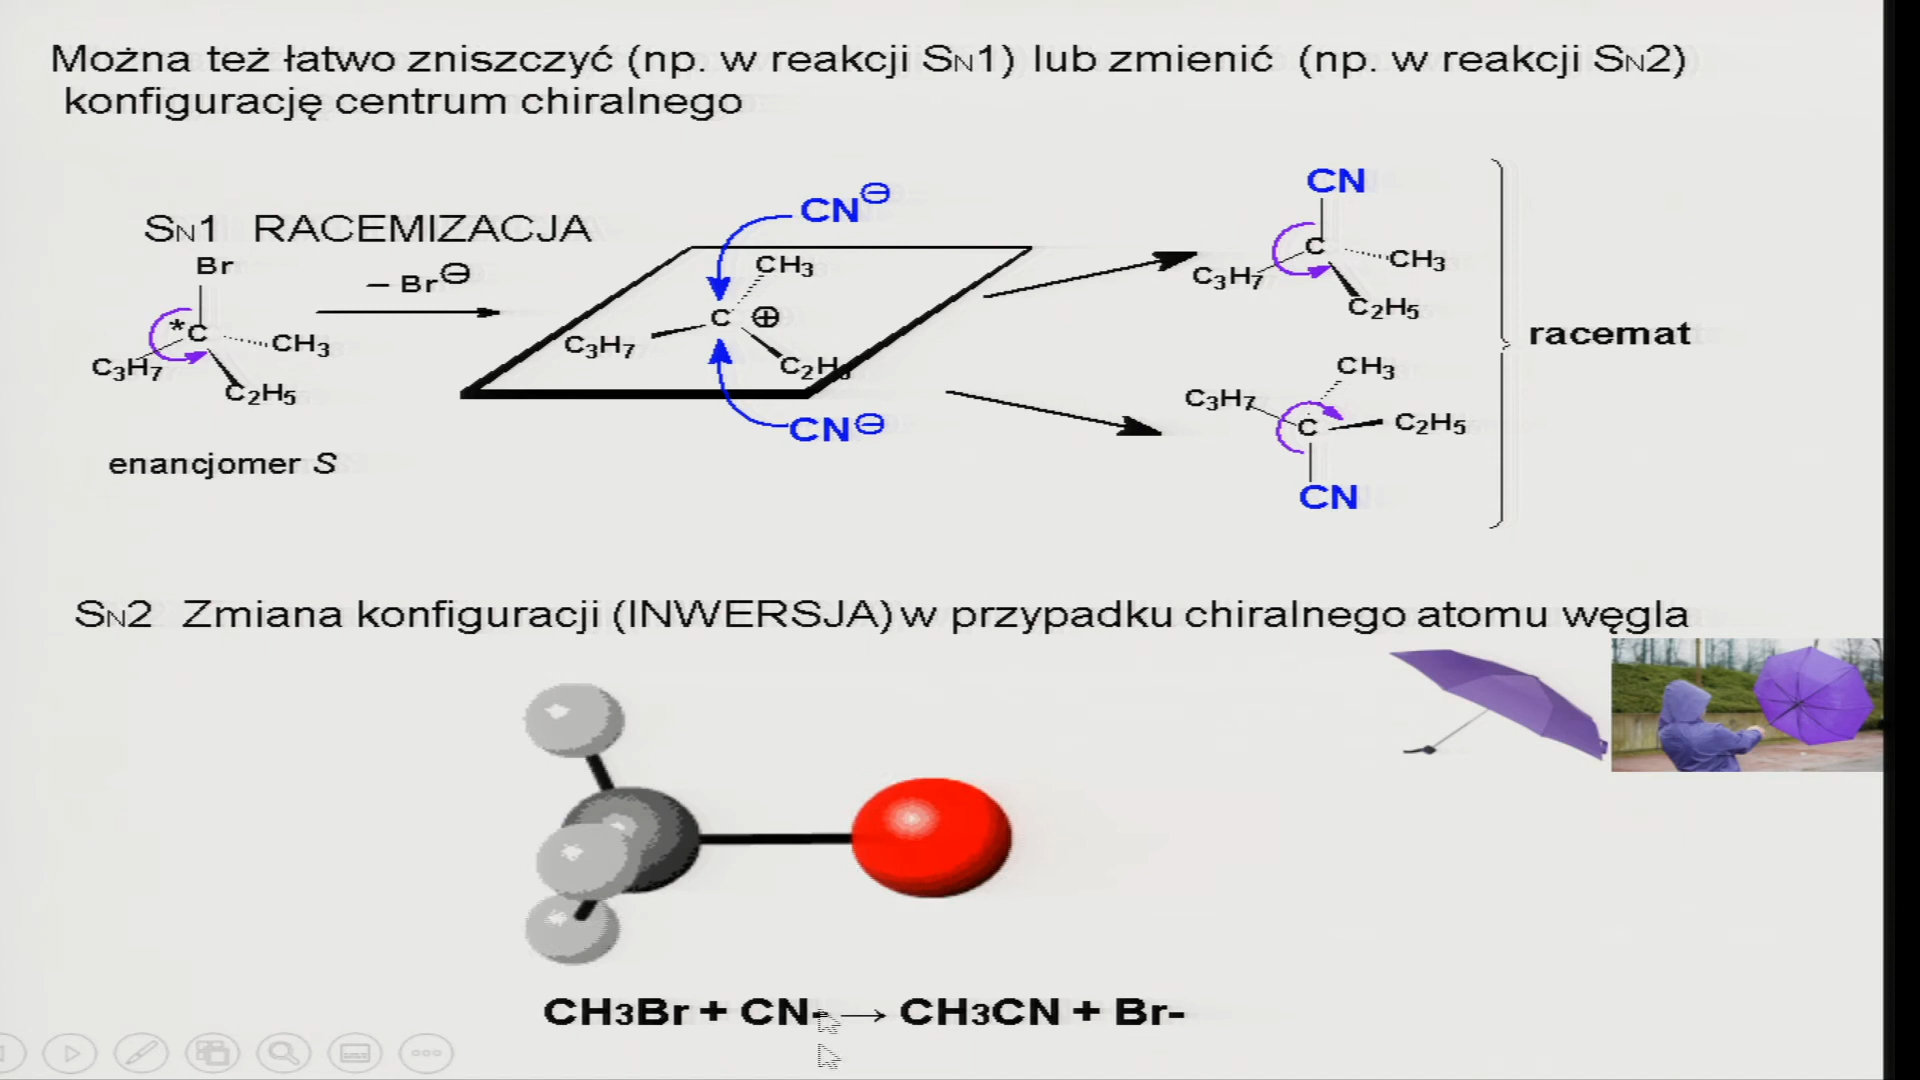 Można też łatwo zniszczyć (np. w reakcji SN1) lub zmienić (np. w reakcji SN2)
konfigurację centrum chiralnego
SN1 RACEMIZACJA
Br
*C
CH3
C3H7
C2H5
enancjomer S
– Br⊖
CN⊖
CH3
C ⊕
C3H7
C2H5
CN⊖
CN
C
CH3
C3H7
C2H5
CH3
C3H7
C
C2H5
CN
racemat
SN2 Zmiana konfiguracji (INWERSJA) w przypadku chiralnego atomu węgla
CH3Br + CN- → CH3CN + Br-